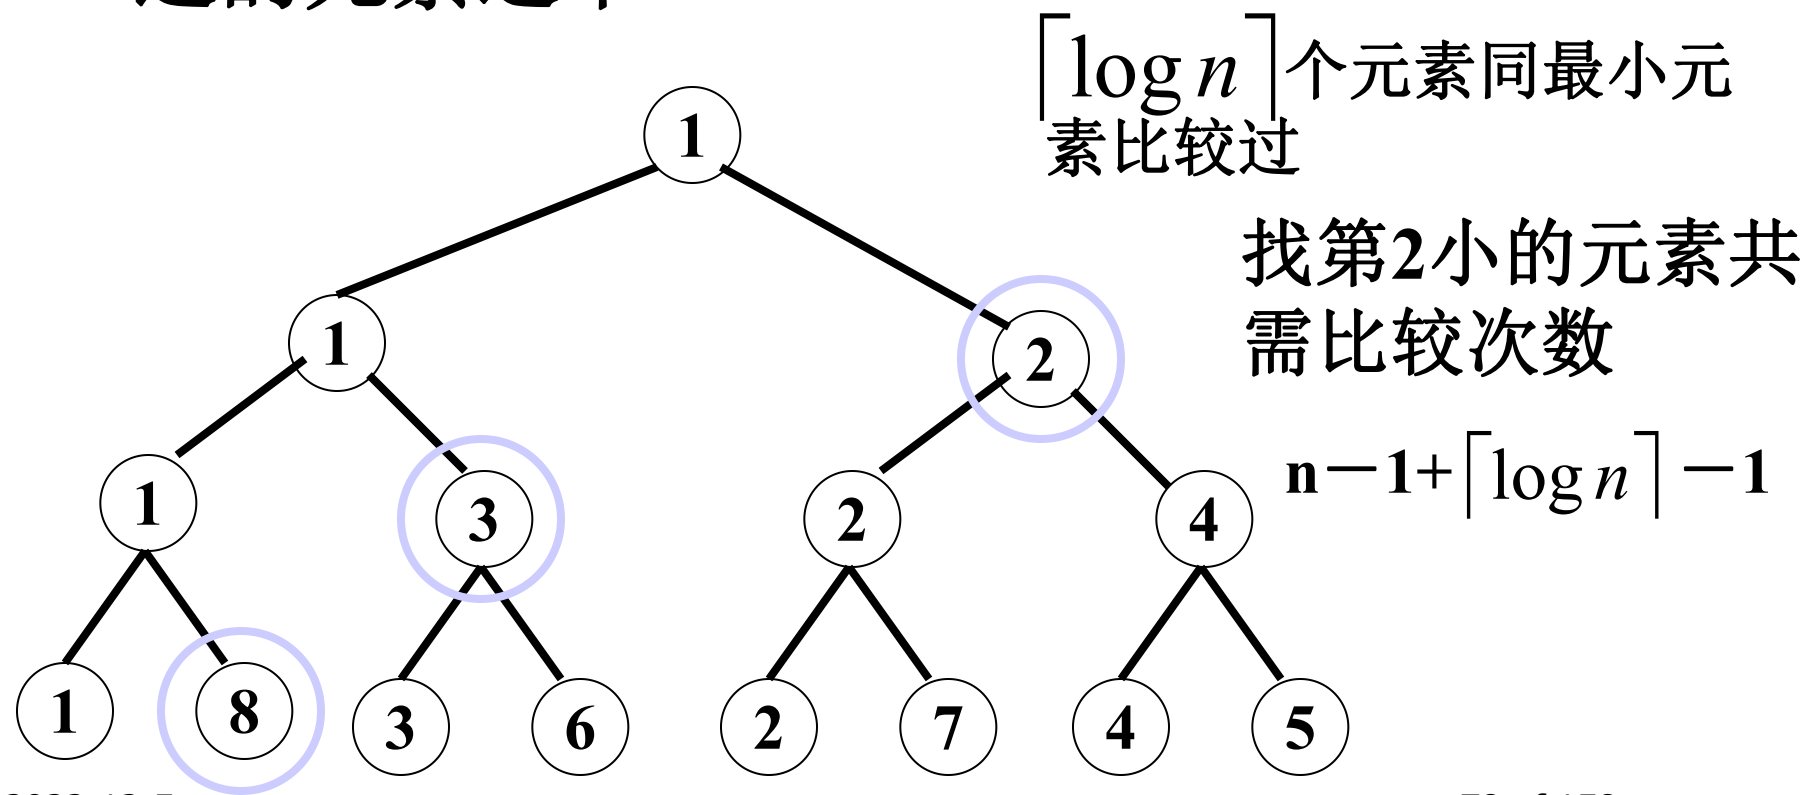 ⌈log n⌉个元素同最小元
素比较过
1
找第2小的元素共
需比较次数
1 2
n－1+⌈log n⌉－1
1 3 2 4
1 8 3 6 2 7 4 5